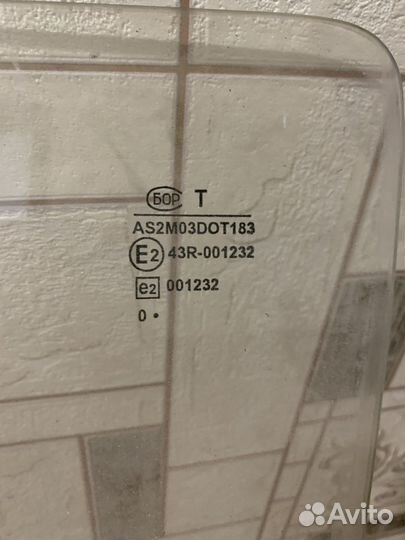 БОР T
AS2M03DOT183
E2 43R-001232
e2 001232
0 •
Avito